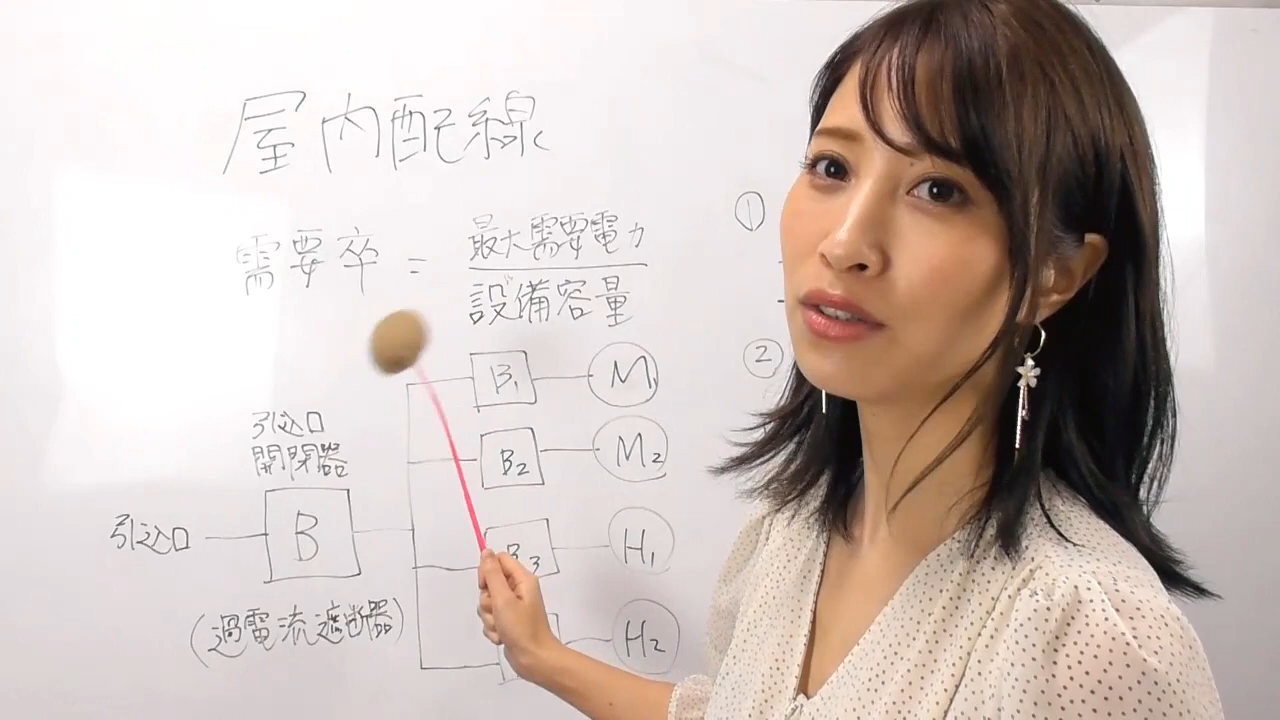 屋内配線
需要卒 = 最大需要電力
設備容量
①
②
B₁ M₁
B₂ M₂
B₃ H₁
H₂
引込口
開閉器
引込口 B
(過電流遮断器)